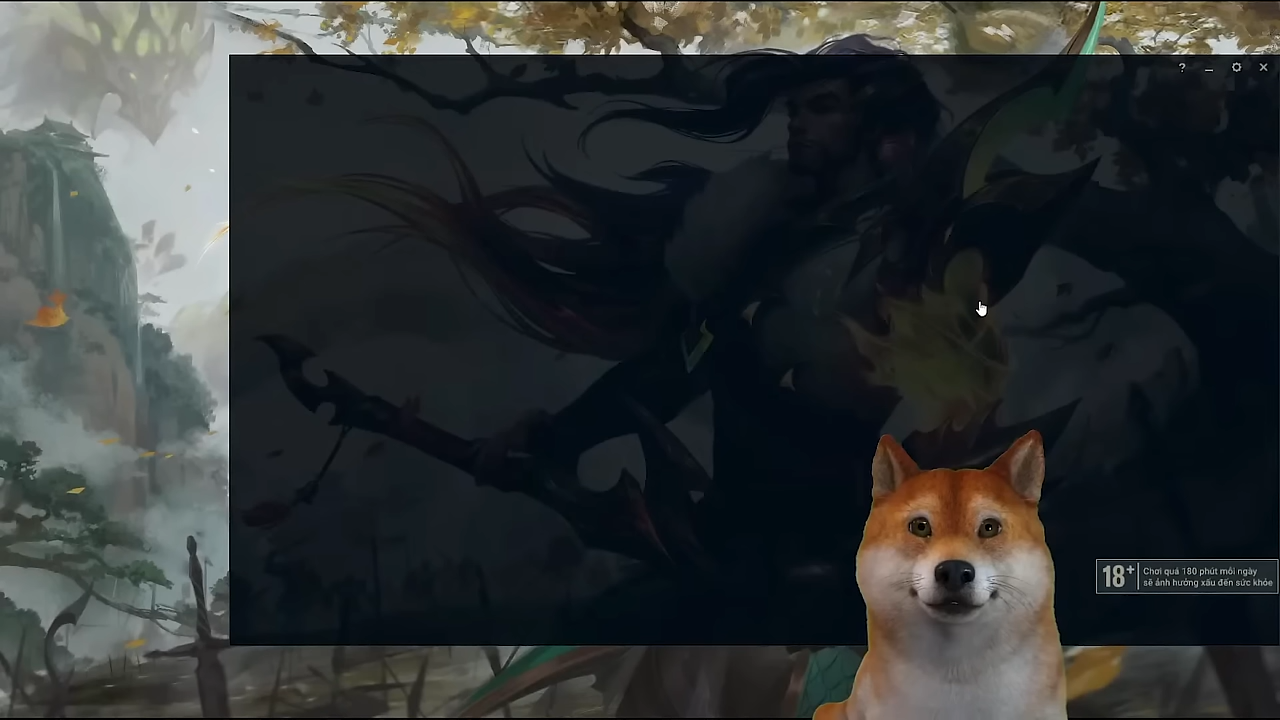 18+
Chơi quá 180 phút mỗi ngày
sẽ ảnh hưởng xấu đến sức khỏe